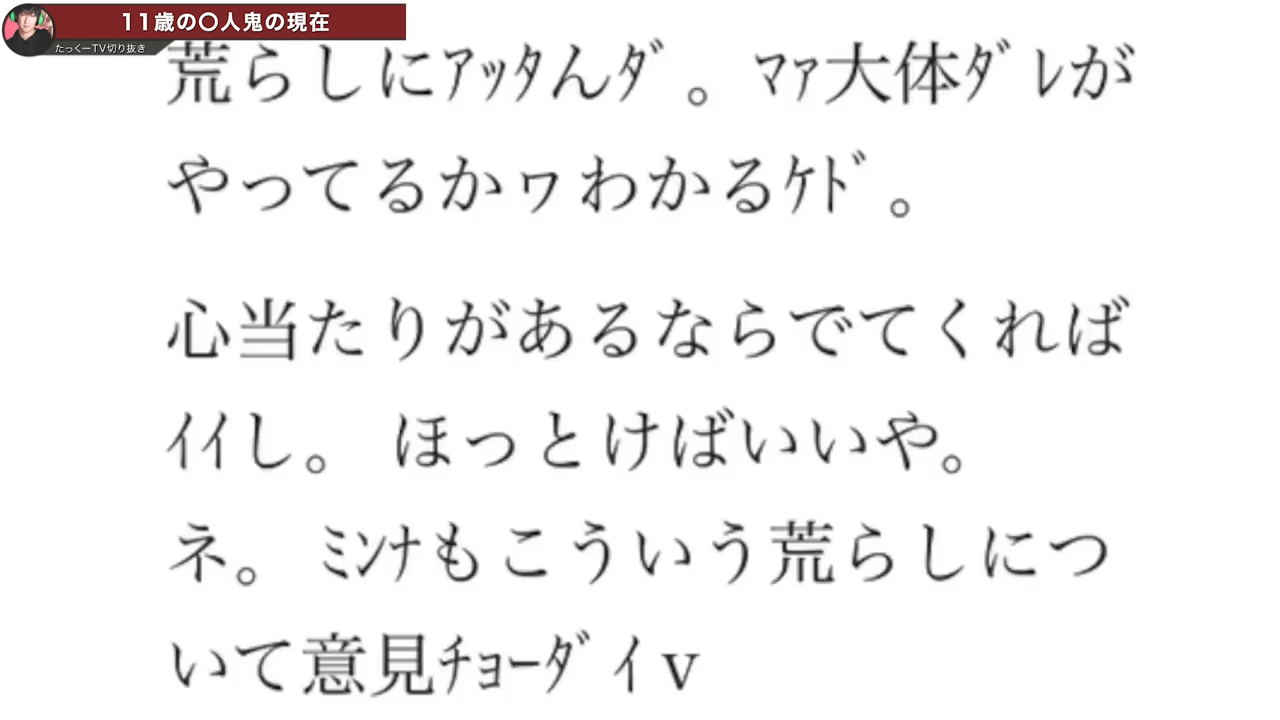 11歳の〇人鬼の現在
たっくーTV切り抜き
荒らしにｱｯﾀんﾀﾞ。ﾏｧ大体ﾀﾞﾚが
やってるかヮわかるｹﾄﾞ。
心当たりがあるならでてくれば
ｲｲし。 ほっとけばいいや。
ネ。 ﾐﾝﾅもこういう荒らしにつ
いて意見ﾁｮｰﾀﾞｲv